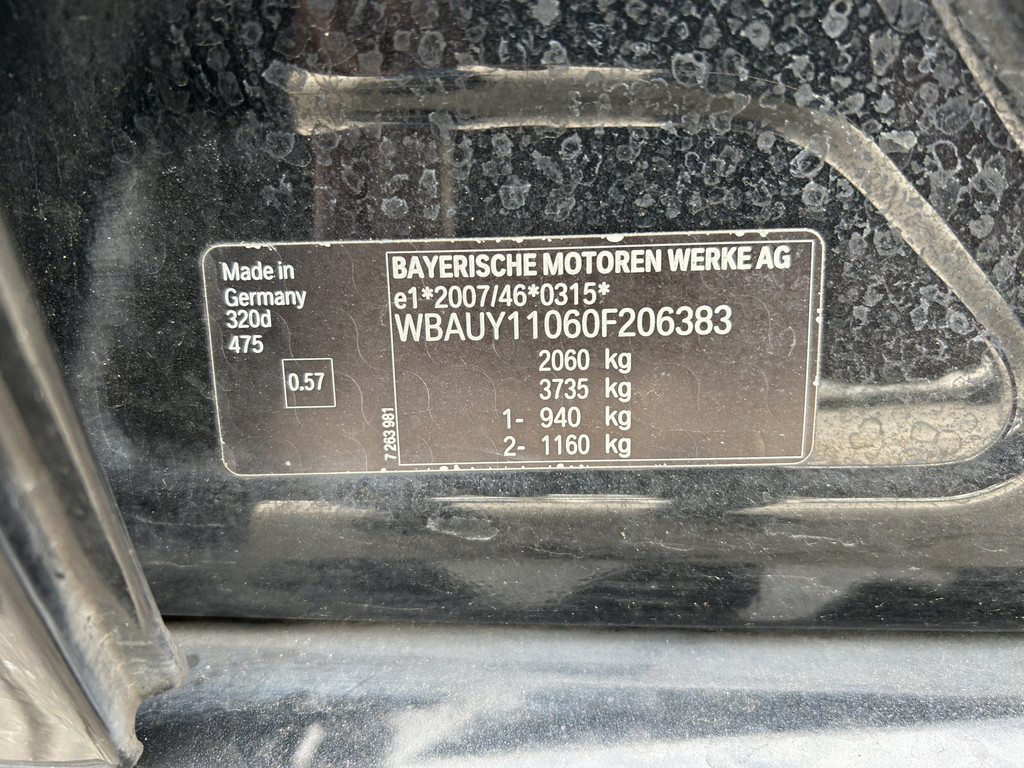 Made in
Germany
320d
475
0.57
7 263 981
BAYERISCHE MOTOREN WERKE AG
e1*2007/46*0315*
WBAUY11060F206383
2060 kg
3735 kg
1- 940 kg
2- 1160 kg